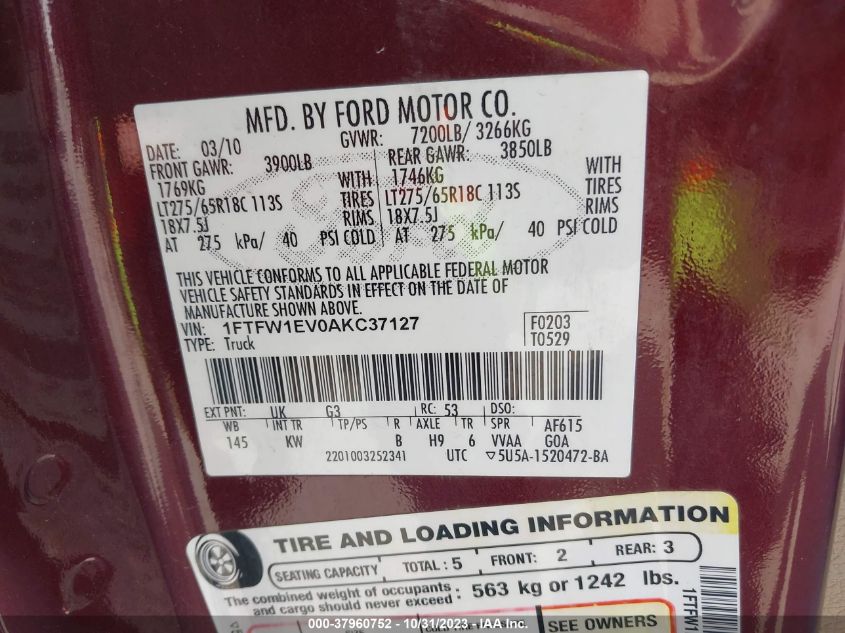 MFD. BY FORD MOTOR CO.
DATE: 03/10 GVWR: 7200LB/ 3266KG
FRONT GAWR: 3900LB REAR GAWR: 3850LB
1769KG WITH 1746KG WITH
LT275/65R18C 113S TIRES LT275/65R18C 113S TIRES
18X7.5J RIMS 18X7.5J RIMS
AT 275 kPa/ 40 PSI COLD AT 275 kPa/ 40 PSI COLD
THIS VEHICLE CONFORMS TO ALL APPLICABLE FEDERAL MOTOR
VEHICLE SAFETY STANDARDS IN EFFECT ON THE DATE OF
MANUFACTURE SHOWN ABOVE.
VIN: 1FTFW1EV0AKC37127 F0203
TYPE: Truck T0529
EXT PNT: UK G3 RC: 53 DSO:
WB INT TR TP/PS R AXLE TR SPR AF615
145 KW B H9 6 VVAA GOA
2201003252341 UTC ▽5U5A-1520472-BA
TIRE AND LOADING INFORMATION
SEATING CAPACITY TOTAL : 5 FRONT: 2 REAR: 3
The combined weight of occupants
and cargo should never exceed : 563 kg or 1242 lbs.
SEE OWNERS
1FTFW1
000-37960752 - 10/31/2023 - IAA Inc.